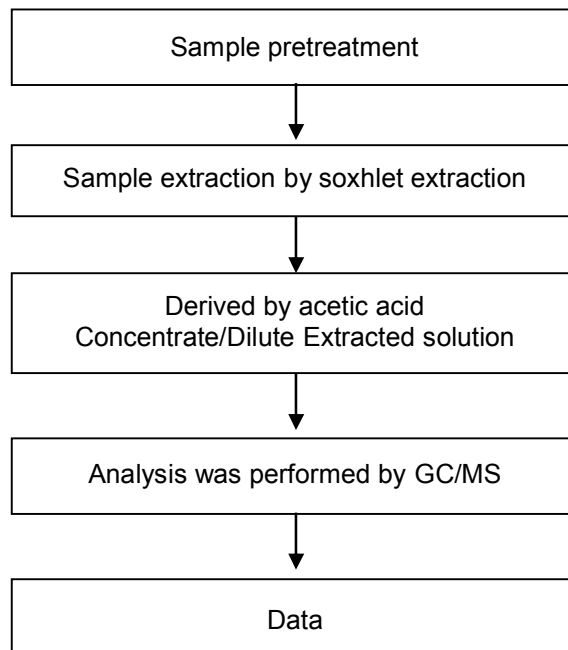 Sample pretreatment
Sample extraction by soxhlet extraction
Derived by acetic acid
Concentrate/Dilute Extracted solution
Analysis was performed by GC/MS
Data